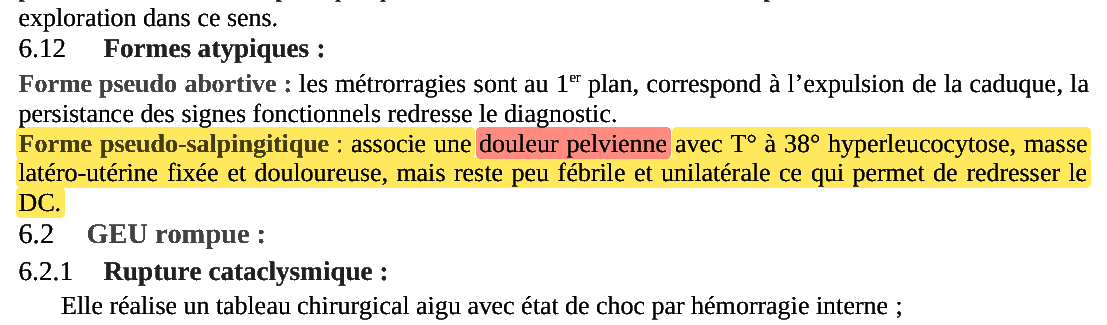 exploration dans ce sens.
6.12 Formes atypiques :
Forme pseudo abortive : les métrorragies sont au 1er plan, correspond à l’expulsion de la caduque, la
persistance des signes fonctionnels redresse le diagnostic.
Forme pseudo-salpingitique : associe une douleur pelvienne avec T° à 38° hyperleucocytose, masse
latéro-utérine fixée et douloureuse, mais reste peu fébrile et unilatérale ce qui permet de redresser le
DC.
6.2 GEU rompue :
6.2.1 Rupture cataclysmique :
Elle réalise un tableau chirurgical aigu avec état de choc par hémorragie interne ;